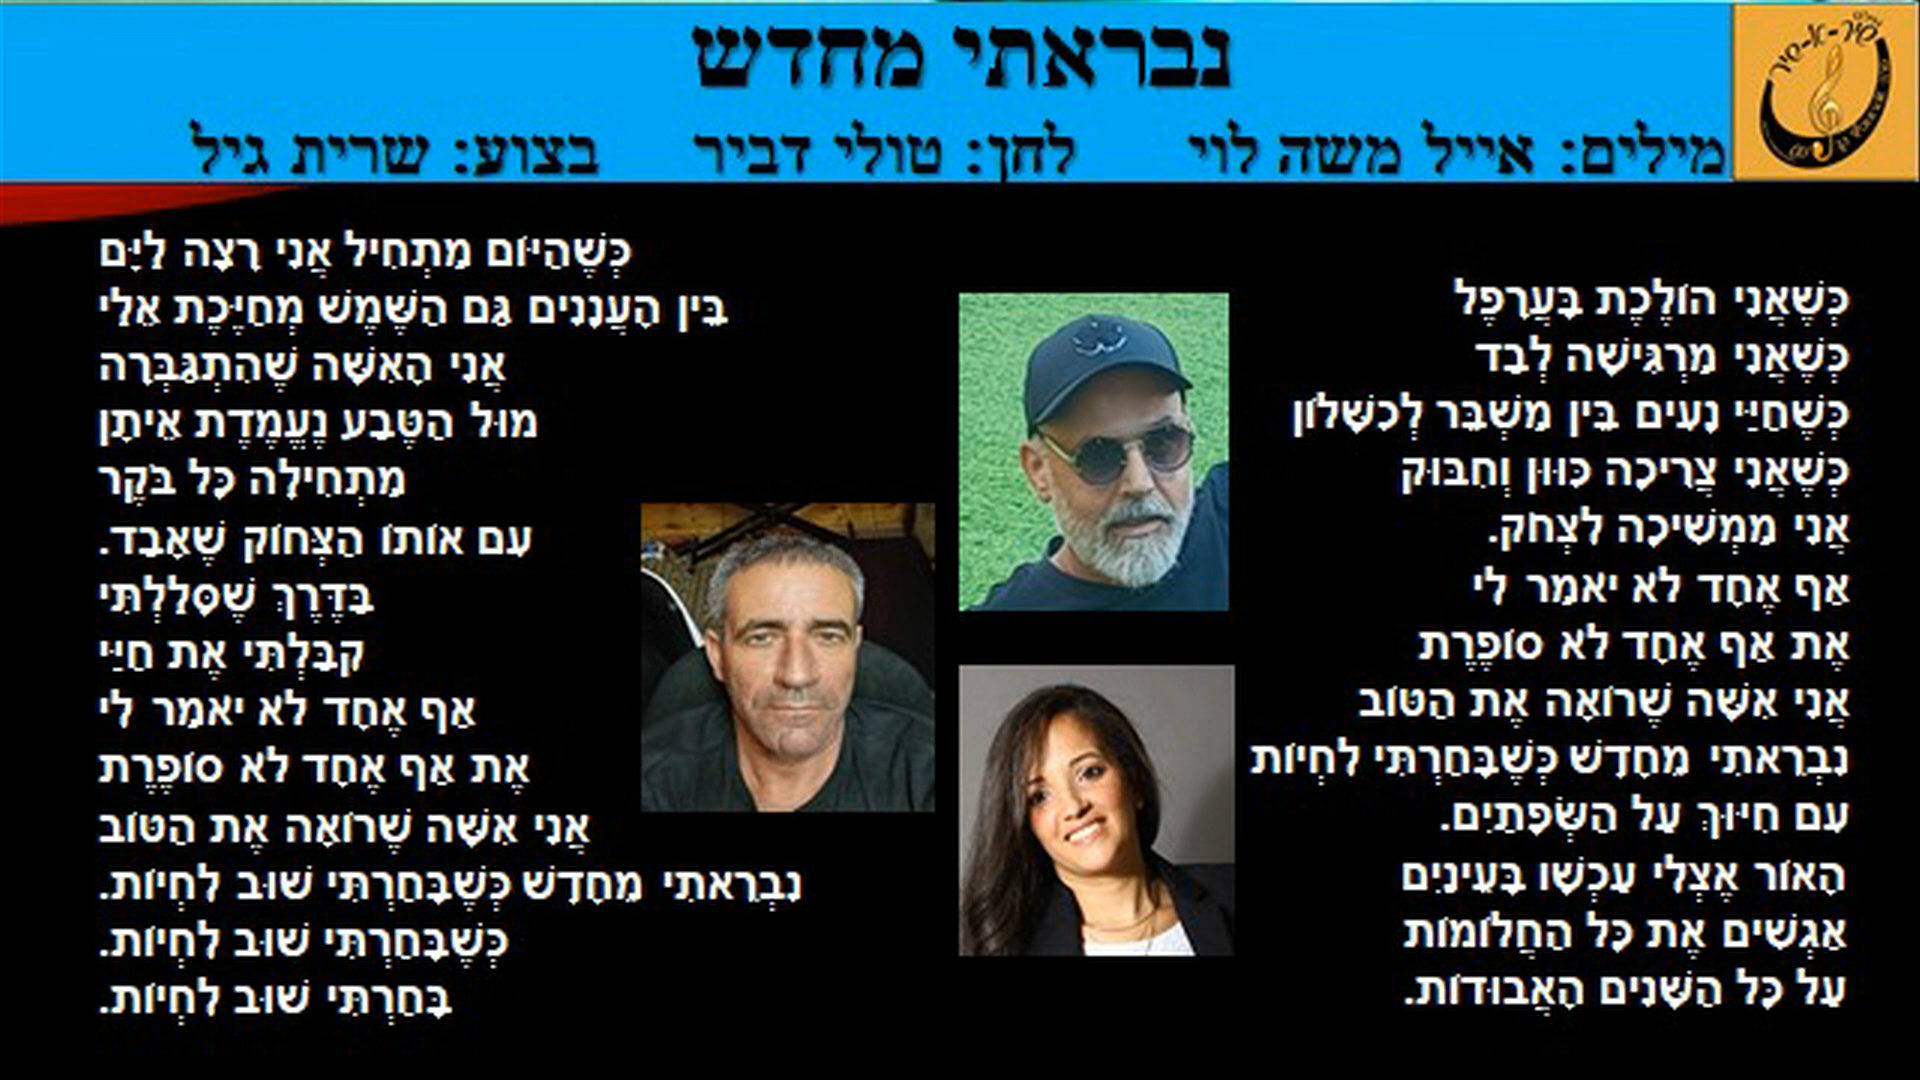 נבראתי מחדש
מילים: אייל משה לוי לחן: טולי דביר בצוע: שרית גיל
כְּשֶׁאֲנִי הוֹלֶכֶת בָּעֲרָפֶל
כְּשֶׁאֲנִי מַרְגִּישָׁה לְבַד
כְּשֶׁחַיַּי נָעִים בֵּין מַשְׁבֵּר לְכִשָּׁלוֹן
כְּשֶׁאֲנִי צְרִיכָה כִּוּוּן וְחִבּוּק
אֲנִי מַמְשִׁיכָה לִצְחֹק.
אַף אֶחָד לֹא יֹאמַר לִי
אֶת אַף אֶחָד לֹא סוֹפֶרֶת
אֲנִי אִשָּׁה שֶׁרוֹאָה אֶת הַטּוֹב
נִבְרֵאתִי מֵחָדָשׁ כְּשֶׁבָּחַרְתִּי לִחְיוֹת
עִם חִיּוּךְ עַל הַשְּׂפָתַיִם.
הָאוֹר אֶצְלִי עַכְשָׁו בָּעֵינַיִם
אַגְשִׁים אֶת כָּל הַחֲלוֹמוֹת
עַל כָּל הַשָּׁנִים הָאֲבוּדוֹת.
כְּשֶׁהַיּוֹם מַתְחִיל אֲנִי רָצָה לַיָּם
בֵּין הָעֲנָנִים גַּם הַשֶּׁמֶשׁ מְחַיֶּכֶת אֵלַי
אֲנִי הָאִשָּׁה שֶׁהִתְגַּבְּרָה
מוּל הַטֶּבַע נֶעֱמֶדֶת אֵיתָן
מַתְחִילָה כָּל בֹּקֶר
עִם אוֹתוֹ הַצְּחוֹק שֶׁאָבַד.
בַּדֶּרֶךְ שֶׁסָּלַלְתִּי
קִבַּלְתִּי אֶת חַיַּי
אַף אֶחָד לֹא יֹאמַר לִי
אֶת אַף אֶחָד לֹא סוֹפֶרֶת
אֲנִי אִשָּׁה שֶׁרוֹאָה אֶת הַטּוֹב
נִבְרֵאתִי מֵחָדָשׁ כְּשֶׁבָּחַרְתִּי שׁוּב לִחְיוֹת.
כְּשֶׁבָּחַרְתִּי שׁוּב לִחְיוֹת.
בָּחַרְתִּי שׁוּב לִחְיוֹת.